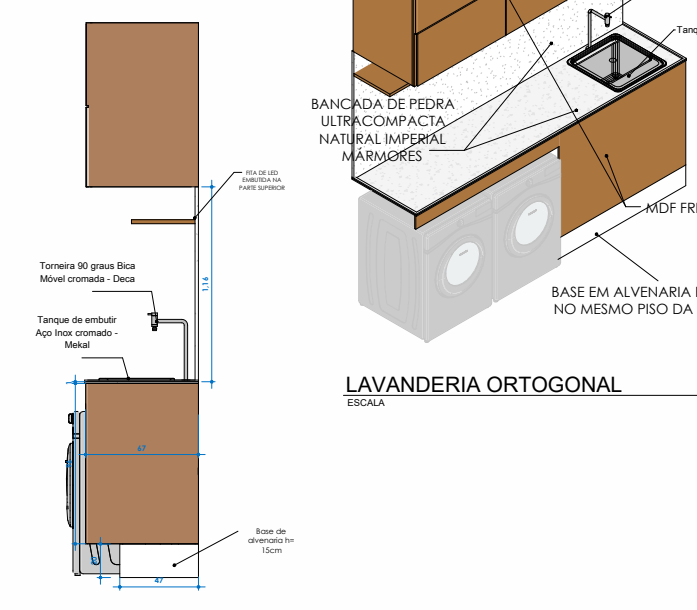 FITA DE LED
EMBUTIDA NA
PARTE SUPERIOR
1,16
Torneira 90 graus Bica
Móvel cromada - Deca
Tanque de embutir
Aço Inox cromado -
Mekal
67
Base de
alvenaria h=
15cm
47
Tanq
BANCADA DE PEDRA
ULTRACOMPACTA
NATURAL IMPERIAL
MÁRMORES
MDF FRE
BASE EM ALVENARIA
NO MESMO PISO DA
LAVANDERIA ORTOGONAL
ESCALA